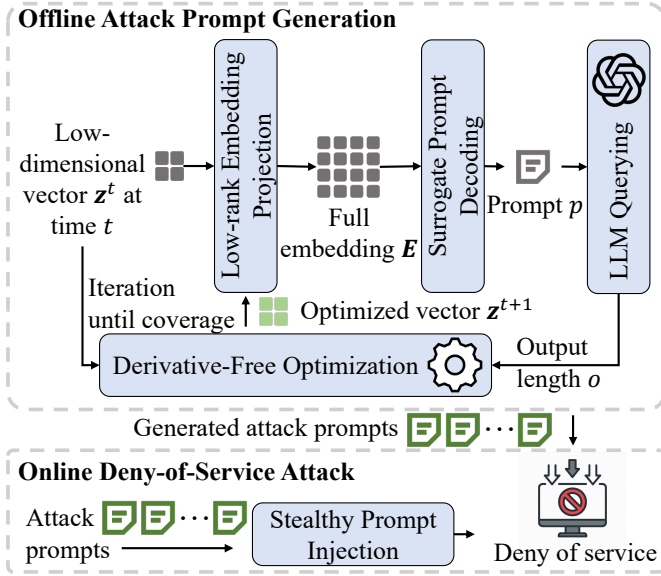 Offline Attack Prompt Generation
Low-
dimensional
vector z^t at
time t
Low-rank Embedding
Projection
Full
embedding E
Surrogate Prompt
Decoding
Prompt p
LLM Querying
Iteration
until coverage
Optimized vector z^{t+1}
Derivative-Free Optimization
Output
length o
Generated attack prompts
...
Online Deny-of-Service Attack
Attack
prompts
...
Stealthy Prompt
Injection
Deny of service